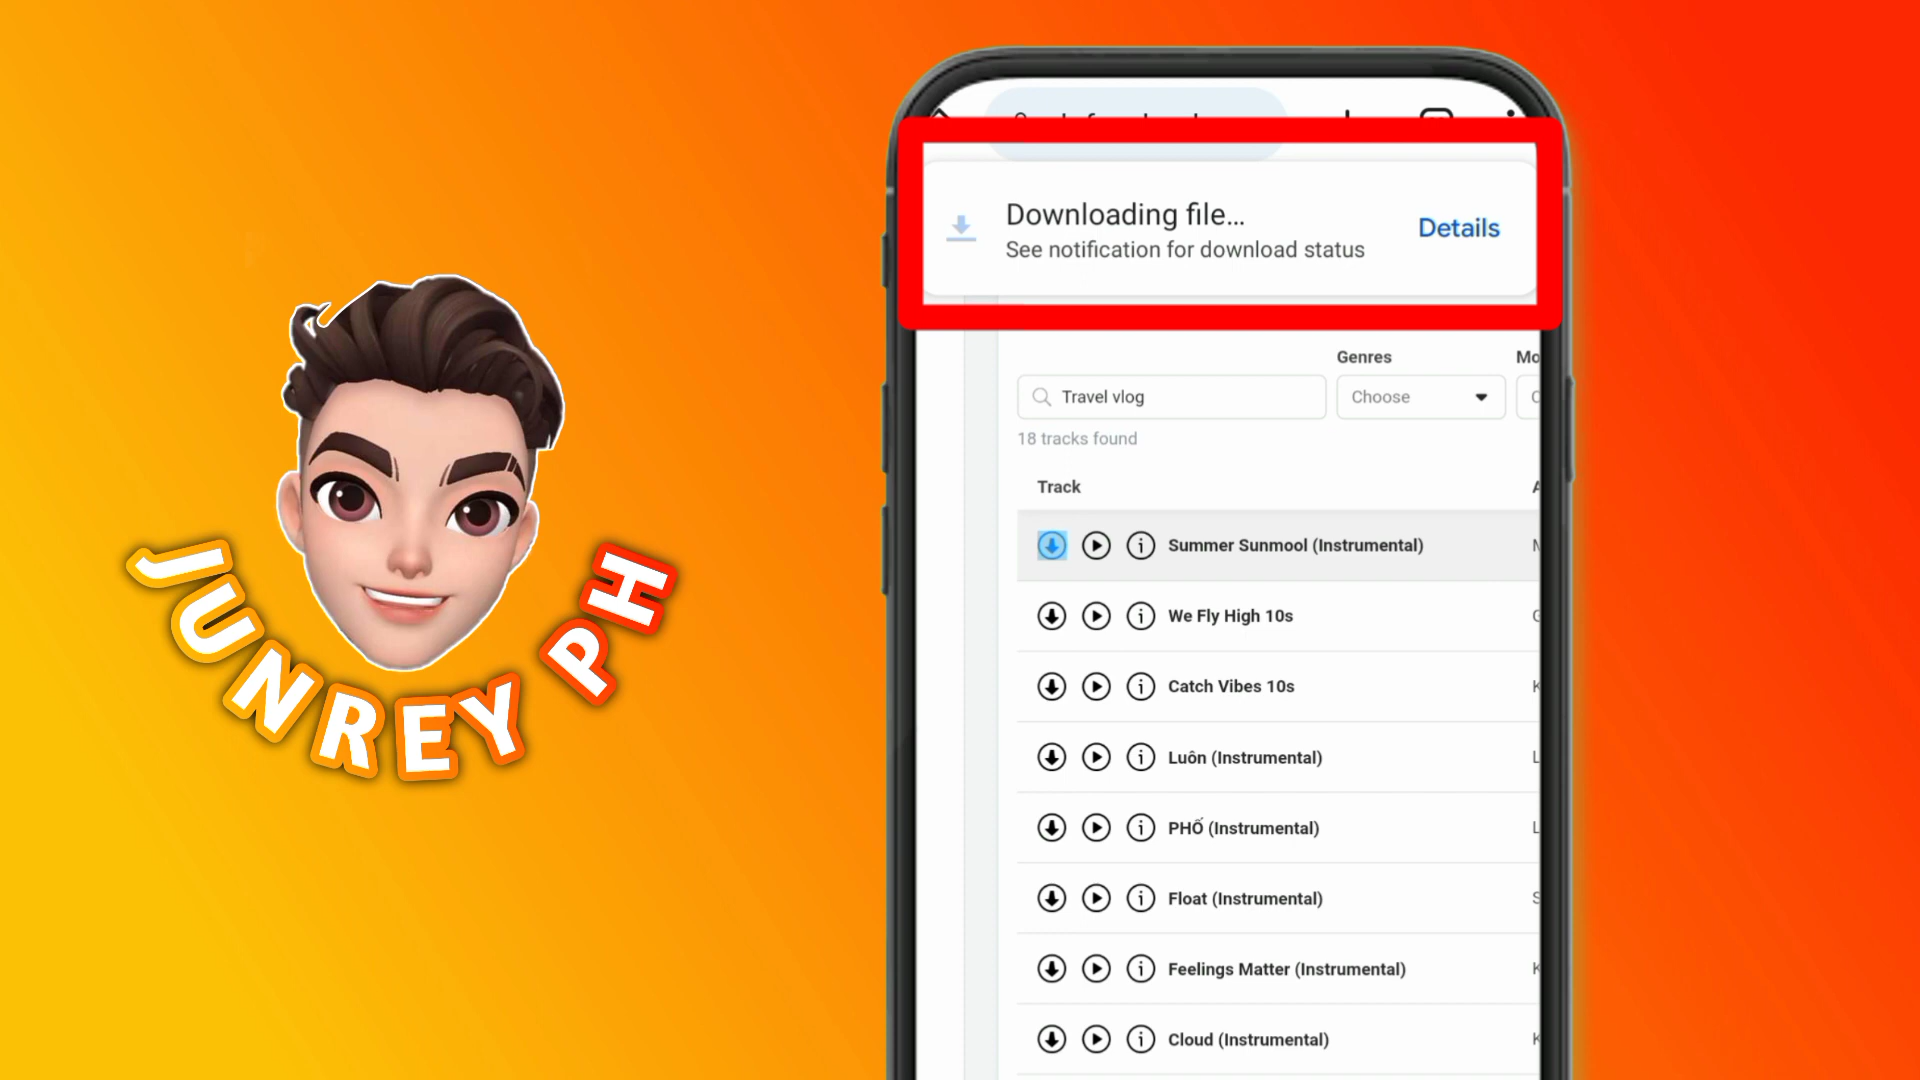 JUNREY PH
Downloading file...
See notification for download status
Details
Genres
Travel vlog
Choose
18 tracks found
Track
Summer Sunmool (Instrumental)
We Fly High 10s
Catch Vibes 10s
Luôn (Instrumental)
PHỐ (Instrumental)
Float (Instrumental)
Feelings Matter (Instrumental)
Cloud (Instrumental)